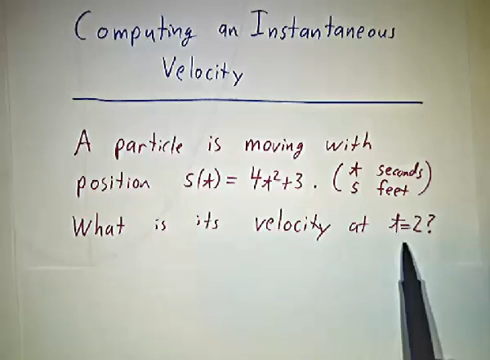 Computing an Instantaneous
Velocity
A particle is moving with
position s(t) = 4t²+3. (t seconds
s feet)
What is its velocity at t=2?